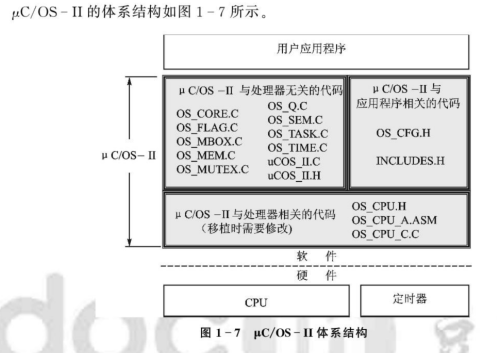 μC/OS－II 的体系结构如图 1－7 所示。
用户应用程序
μ C/OS －II 与处理器无关的代码
OS_CORE.C
OS_FLAG.C
OS_MBOX.C
OS_MEM.C
OS_MUTEX.C
OS_Q.C
OS_SEM.C
OS_TASK.C
OS_TIME.C
uCOS_II.C
uCOS_II.H
μ C/OS －II 与
应用程序相关的代码
OS_CFG.H
INCLUDES.H
μ C/OS－II
μ C/OS －II 与处理器相关的代码
（移植时需要修改）
OS_CPU.H
OS_CPU_A.ASM
OS_CPU_C.C
软 件
硬 件
CPU
定时器
图 1－7 μC/OS－II 体系结构
docin